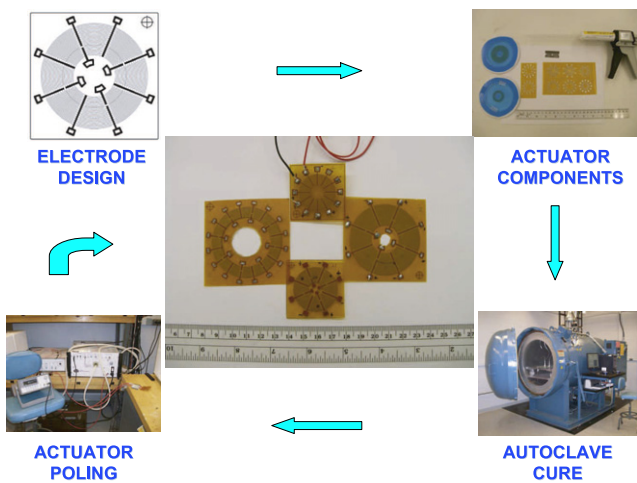 ELECTRODE
DESIGN
ACTUATOR
COMPONENTS
ACTUATOR
POLING
AUTOCLAVE
CURE